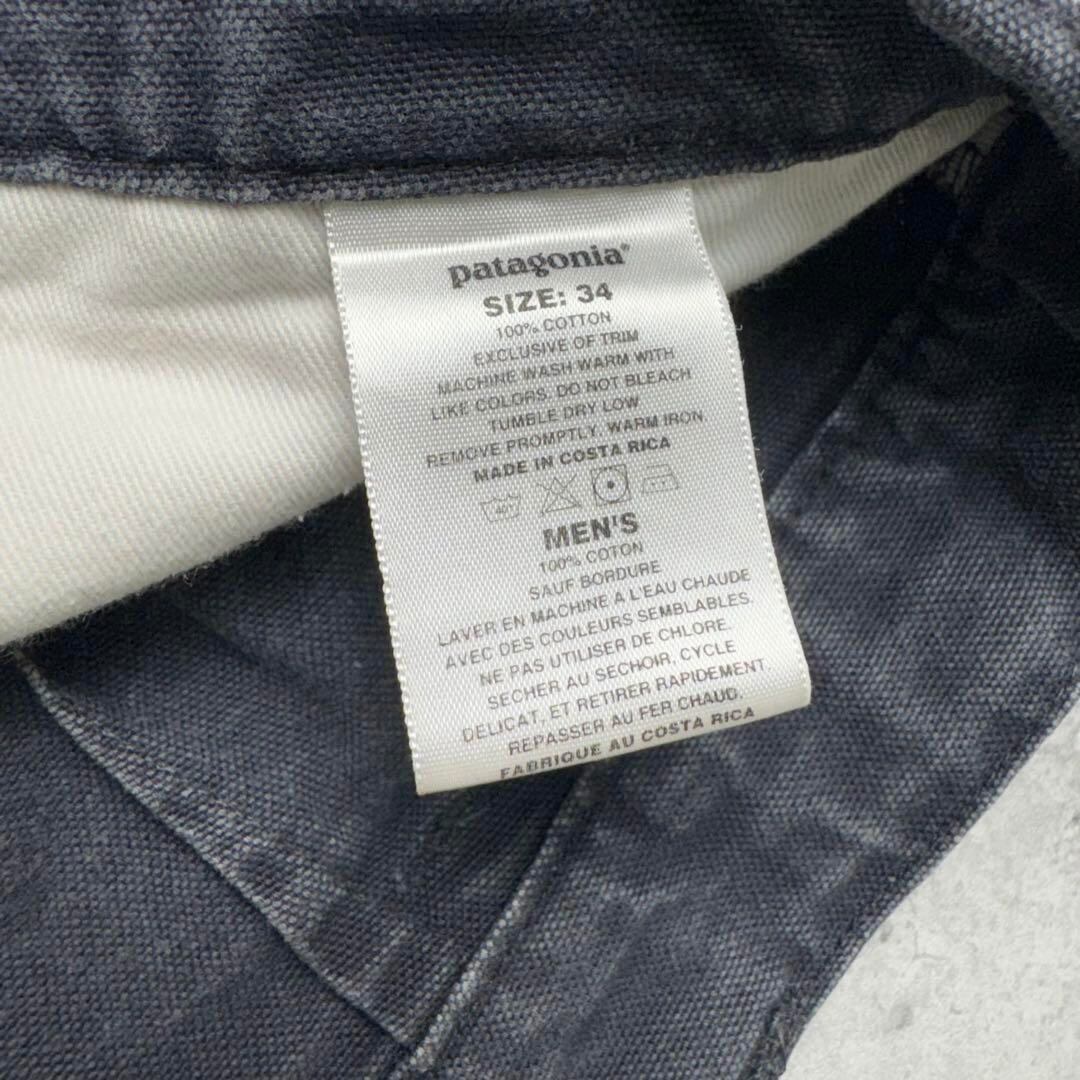 patagonia®
SIZE: 34
100% COTTON
EXCLUSIVE OF TRIM
MACHINE WASH WARM WITH
LIKE COLORS. DO NOT BLEACH
TUMBLE DRY LOW
REMOVE PROMPTLY. WARM IRON.
MADE IN COSTA RICA
MEN'S
100% COTON
SAUF BORDURE
LAVER EN MACHINE A L'EAU CHAUDE
AVEC DES COULEURS SEMBLABLES.
NE PAS UTILISER DE CHLORE.
SECHER AU SECHOIR, CYCLE
DELICAT, ET RETIRER RAPIDEMENT.
REPASSER AU FER CHAUD.
FABRIQUE AU COSTA RICA